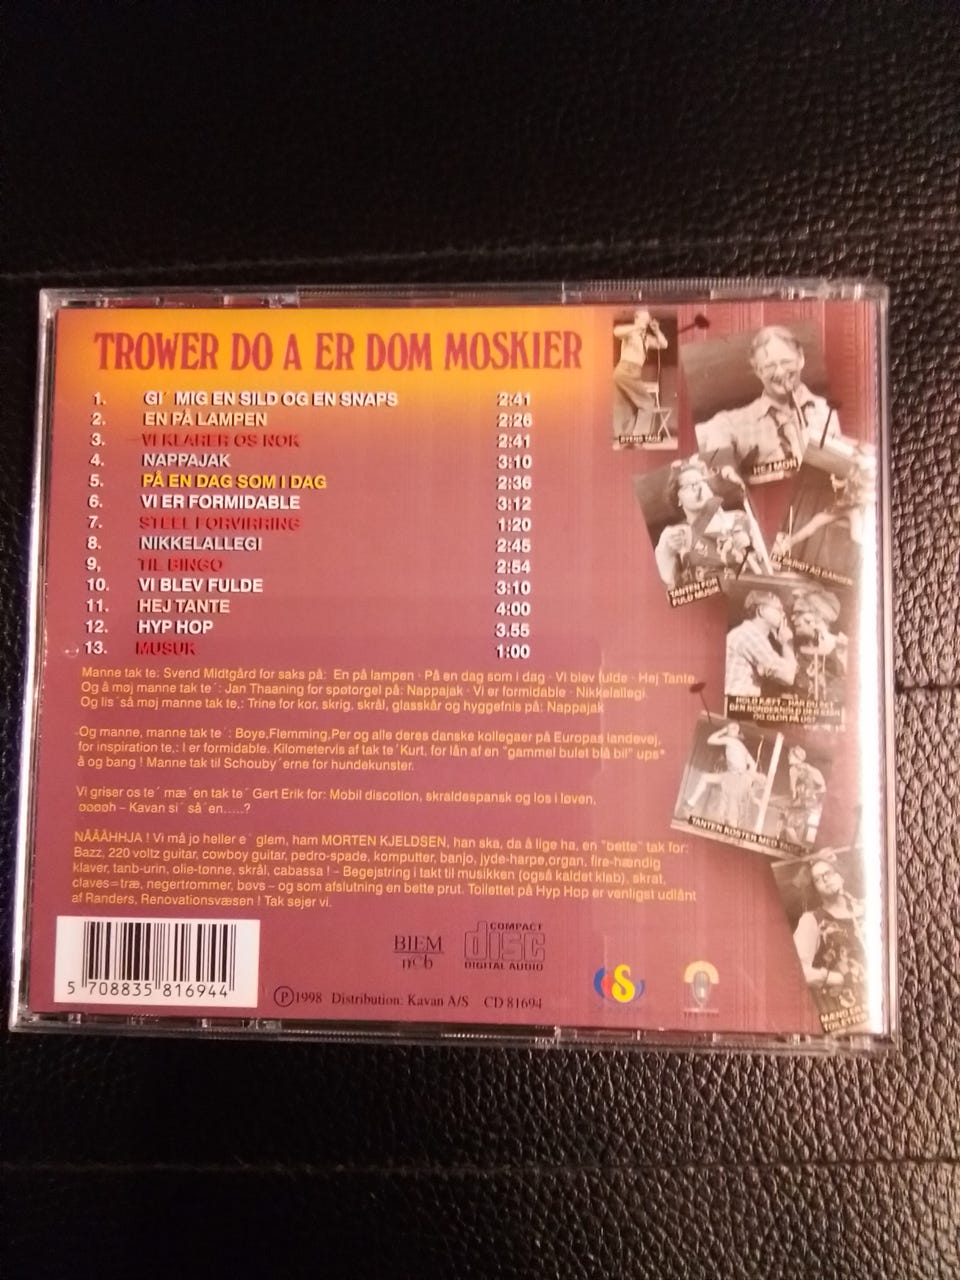 TROWER DO A ER DOM MOSKIER
1. GI´ MIG EN SILD OG EN SNAPS 2:41
2. EN PÅ LAMPEN 2:26
3. VI KLARER OS NOK 2:41
4. NAPPAJAK 3:10
5. PÅ EN DAG SOM I DAG 2:36
6. VI ER FORMIDABLE 3:12
7. STEEL FORVIRRING 1:20
8. NIKKELALLEGI 2:45
9, TIL BINGO 2:54
10. VI BLEV FULDE 3:10
11. HEJ TANTE 4:00
12. HYP HOP 3.55
13. MUSUK 1:00
Manne tak te: Svend Midtgård for saks på: En på lampen · På en dag som i dag · Vi blev fulde · Hej Tante.
Og å møj manne tak te´: Jan Thaaning for spøtorgel på: Nappajak · Vi er formidable · Nikkelallegi.
Og lis´så møj manne tak te,: Trine for kor, skrig, skrål, glasskår og hyggefnis på: Nappajak
Og manne, manne tak te´: Boye,Flemming,Per og alle deres danske kollegaer på Europas landevej,
for inspiration te,: I er formidable. Kilometervis af tak te´Kurt, for lån af en "gammel bulet blå bil" ups*
å og bang ! Manne tak til Schouby´erne for hundekunster.
Vi griser os te´ mæ´en tak te´ Gert Erik for: Mobil discotion, skraldespansk og los i løven,
øøøøh – Kavan si´ så´en.....?
NÅÅÅHHJA ! Vi må jo heller e´ glem, ham MORTEN KJELDSEN, han ska, da å lige ha, en "bette" tak for:
Bazz, 220 voltz guitar, cowboy guitar, pedro-spade, komputter, banjo, jyde-harpe,organ, fire-hændig
klaver, tanb-urin, olie-tønne, skrål, cabassa ! – Begejstring i takt til musikken (også kaldet klab), skrat,
claves=træ, negertrommer, bøvs – og som afslutning en bette prut. Toilettet på Hyp Hop er venligst udlånt
af Randers, Renovationsvæsen ! Tak sejer vi.
5 708835 816944
BIEM
ncb
COMPACT
disc
DIGITAL AUDIO
Ⓟ1998 Distribution: Kavan A/S CD 81694
S
HEJ MOR
TANTEN FOR
FULD MUSIK
TANTEN KOSTER MED